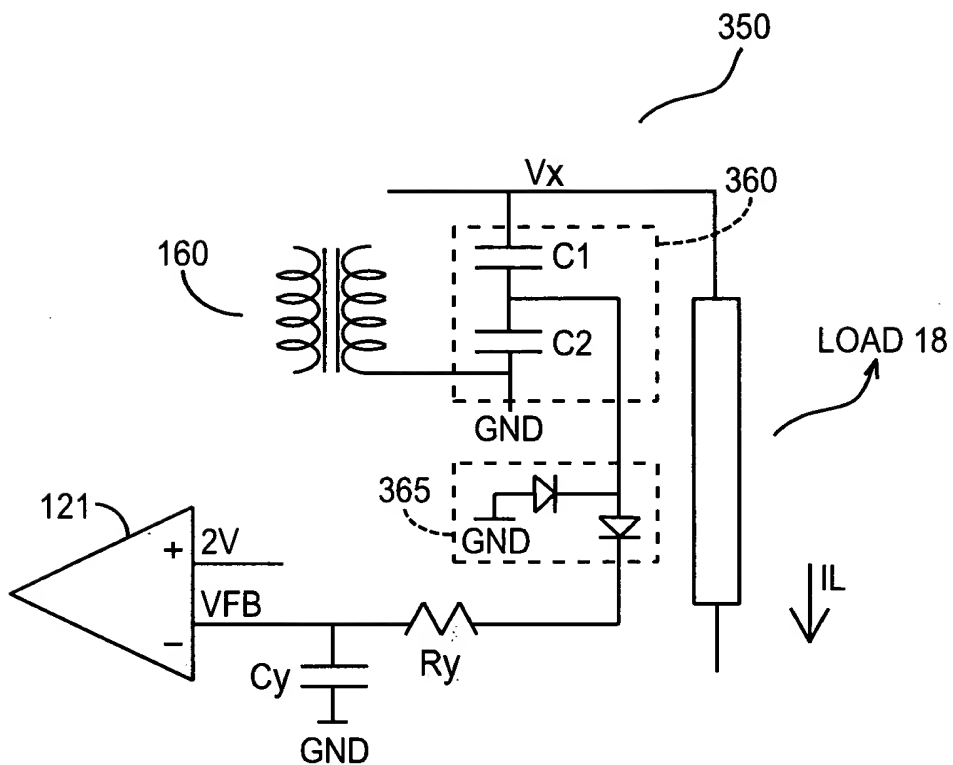 350
Vx
360
160
C1
C2
LOAD 18
GND
365
GND
121
+
2V
IL
VFB
−
Ry
Cy
GND